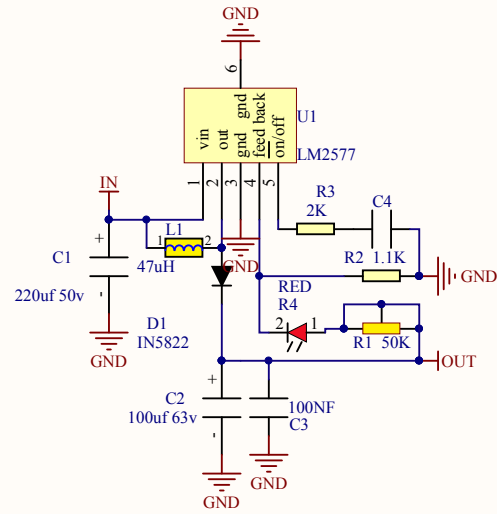 GND
6
gnd
U1
vin
out
gnd
feed back
on/off
LM2577
1
2
3
4
5
IN
R3
2K
C4
L1
1
2
47uH
GND
R2
1.1K
GND
C1
+
-
220uf 50v
GND
RED
R4
2
1
D1
IN5822
R1
50K
OUT
C2
+
-
100uf 63v
100NF
C3
GND
GND